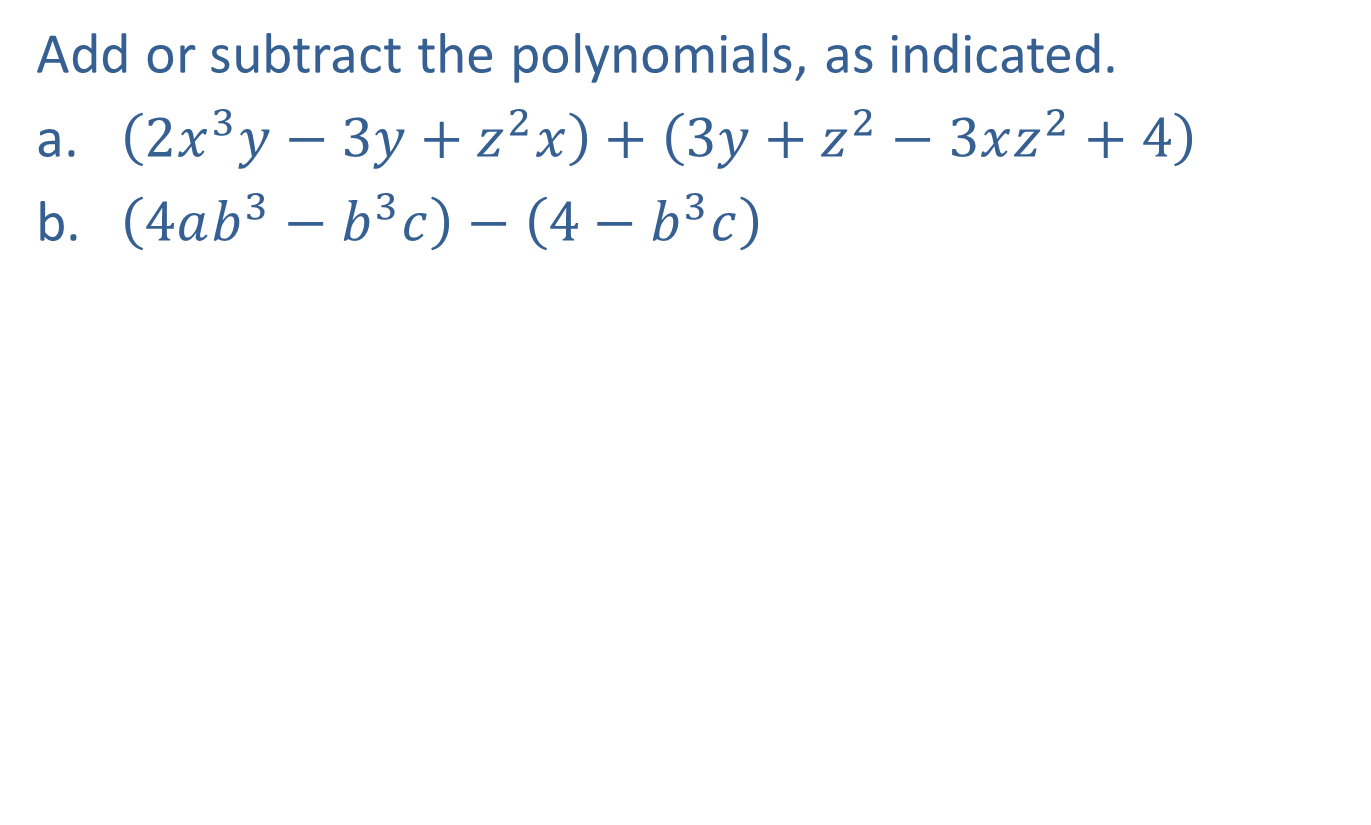 Add or subtract the polynomials, as indicated.
a. (2x³y − 3y + z²x) + (3y + z² − 3xz² + 4)
b. (4ab³ − b³c) − (4 − b³c)